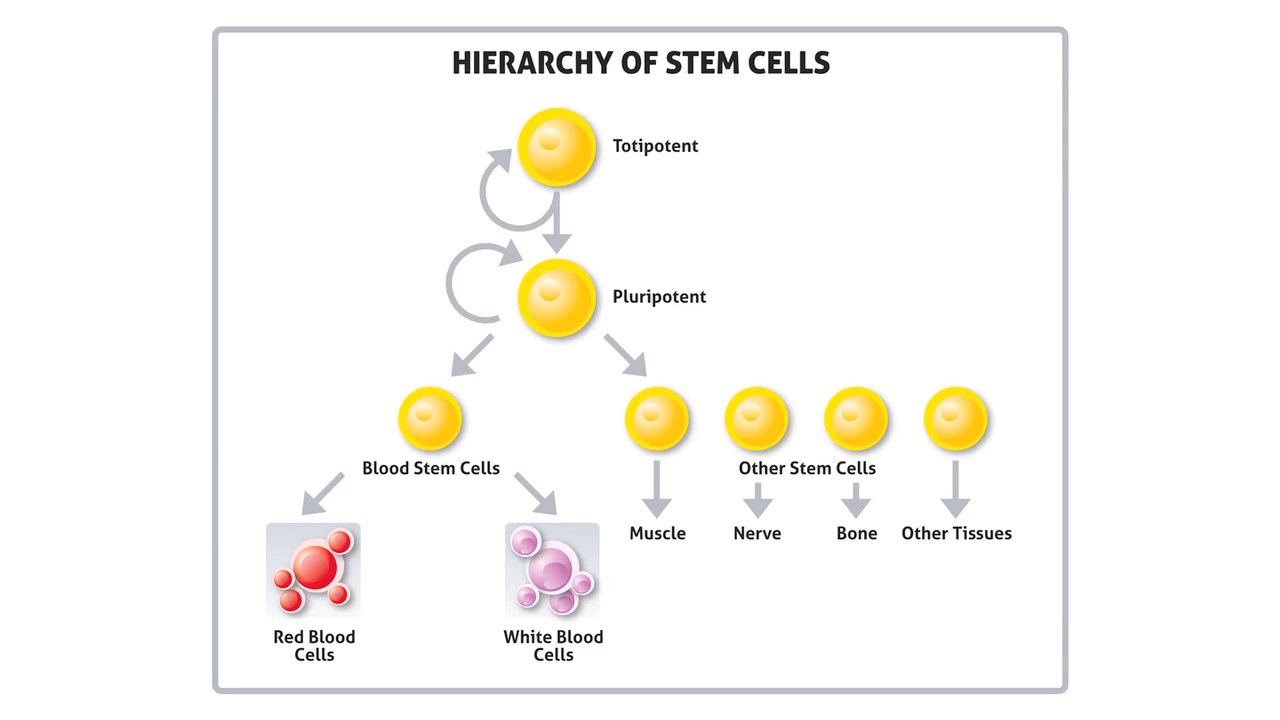 HIERARCHY OF STEM CELLS
Totipotent
Pluripotent
Blood Stem Cells
Other Stem Cells
Muscle
Nerve
Bone
Other Tissues
Red Blood
Cells
White Blood
Cells